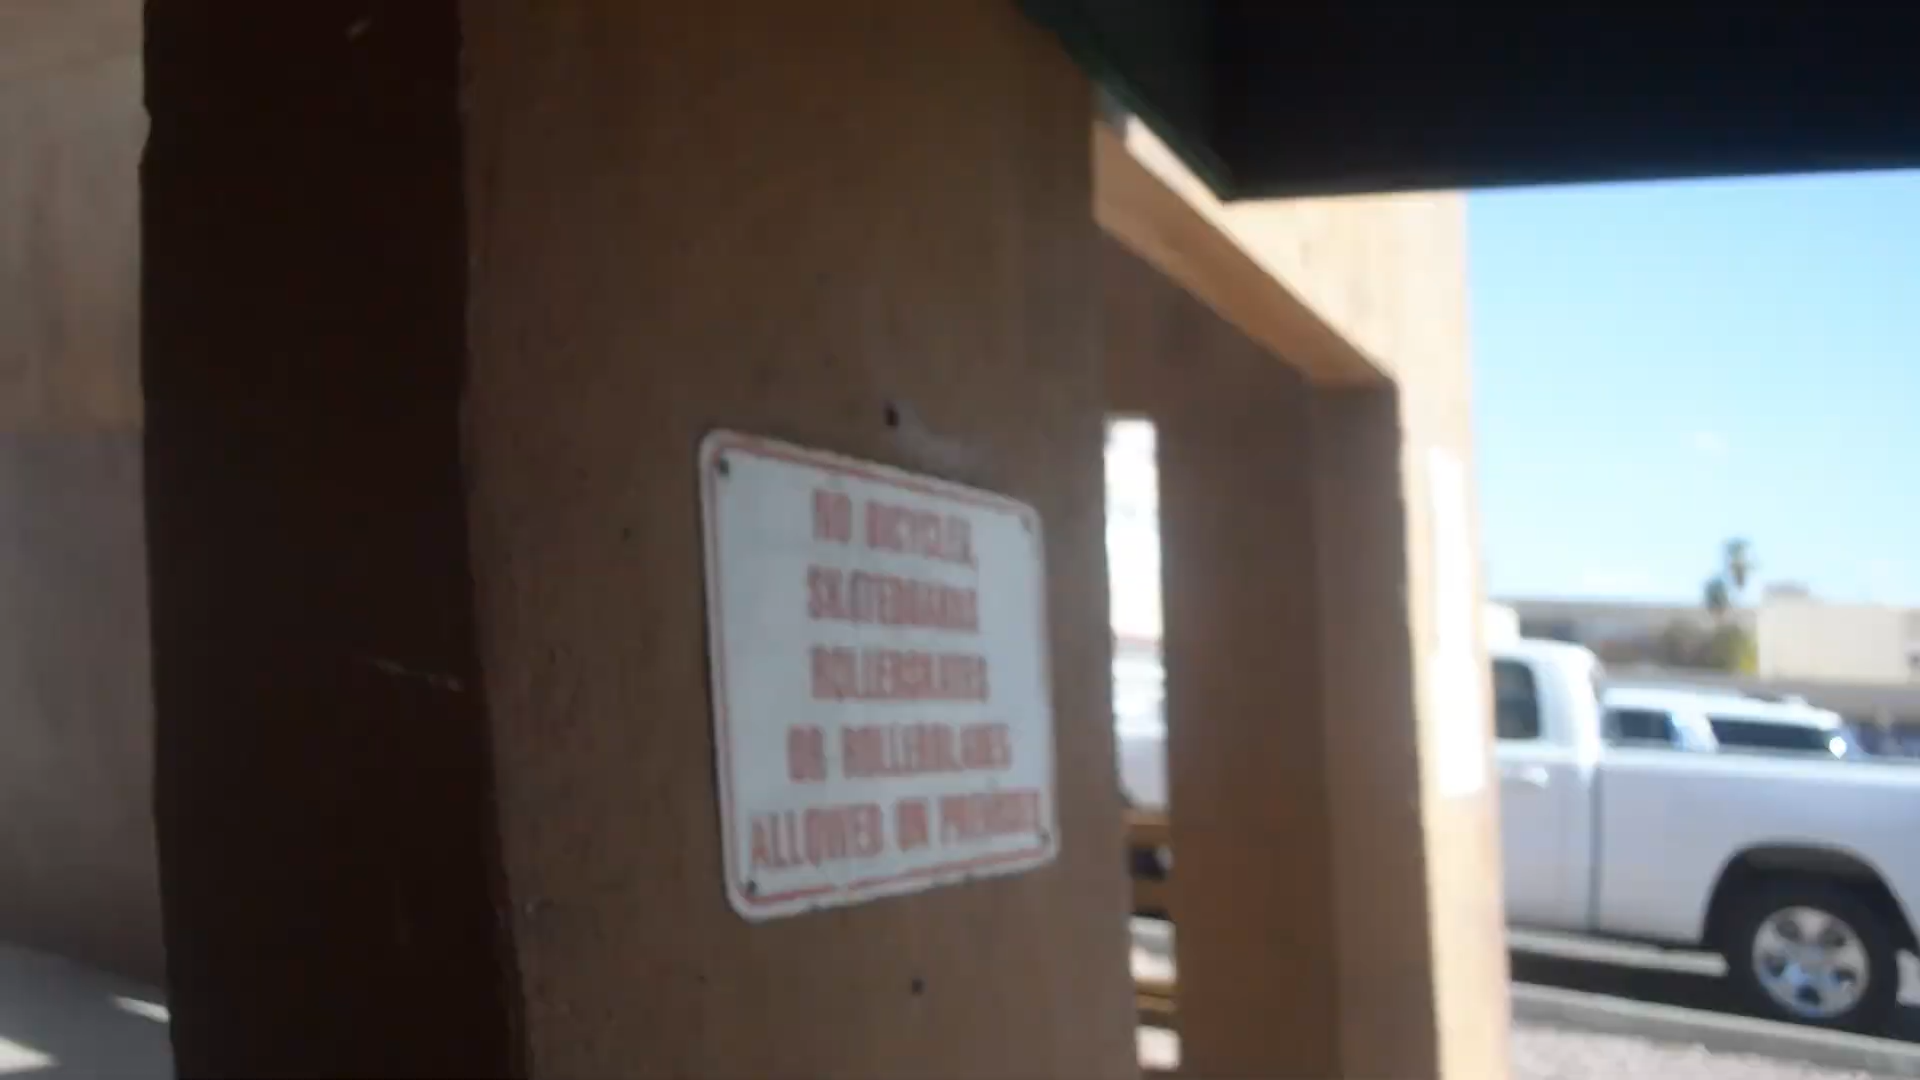 NO BICYCLES,
SKATEBOARDS
ROLLERSKATES
OR ROLLERBLADES
ALLOWED ON PREMISES